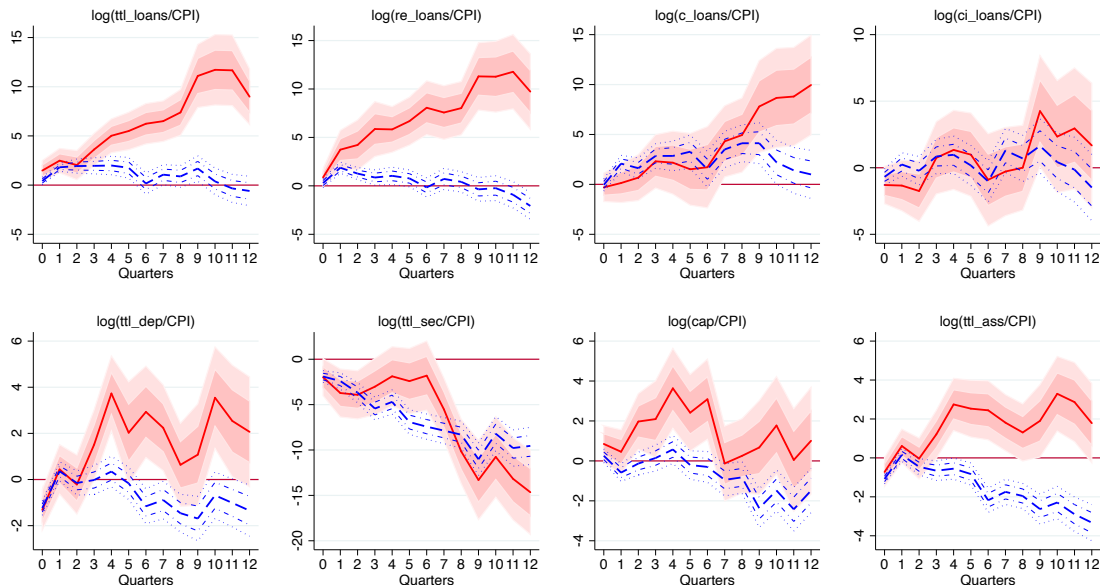 log(ttl_loans/CPI)
15
10
5
0
-5
0 1 2 3 4 5 6 7 8 9 10 11 12
Quarters
log(re_loans/CPI)
15
10
5
0
-5
0 1 2 3 4 5 6 7 8 9 10 11 12
Quarters
log(c_loans/CPI)
15
10
5
0
-5
0 1 2 3 4 5 6 7 8 9 10 11 12
Quarters
log(ci_loans/CPI)
10
5
0
-5
0 1 2 3 4 5 6 7 8 9 10 11 12
Quarters
log(ttl_dep/CPI)
6
4
2
0
-2
0 1 2 3 4 5 6 7 8 9 10 11 12
Quarters
log(ttl_sec/CPI)
0
-5
-10
-15
-20
0 1 2 3 4 5 6 7 8 9 10 11 12
Quarters
log(cap/CPI)
6
4
2
0
-2
-4
0 1 2 3 4 5 6 7 8 9 10 11 12
Quarters
log(ttl_ass/CPI)
6
4
2
0
-2
-4
0 1 2 3 4 5 6 7 8 9 10 11 12
Quarters